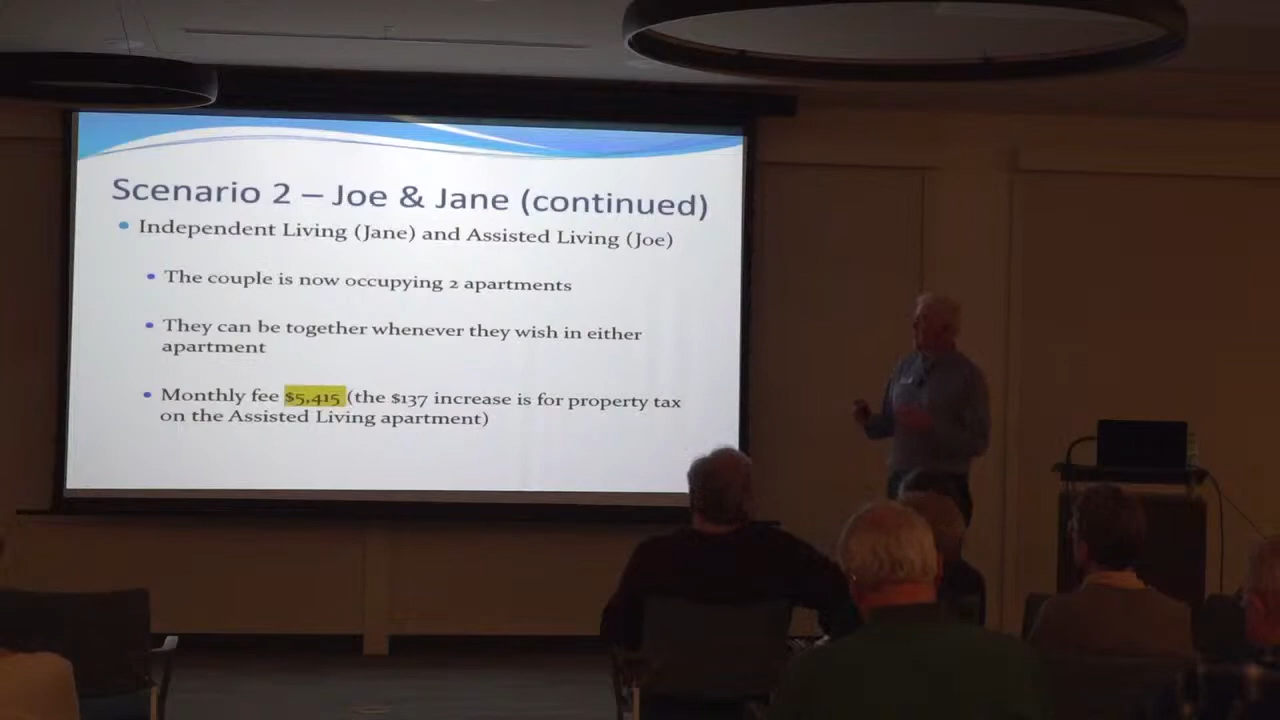 Scenario 2 – Joe & Jane (continued)
• Independent Living (Jane) and Assisted Living (Joe)
• The couple is now occupying 2 apartments
• They can be together whenever they wish in either
apartment
• Monthly fee $5,415 (the $137 increase is for property tax
on the Assisted Living apartment)